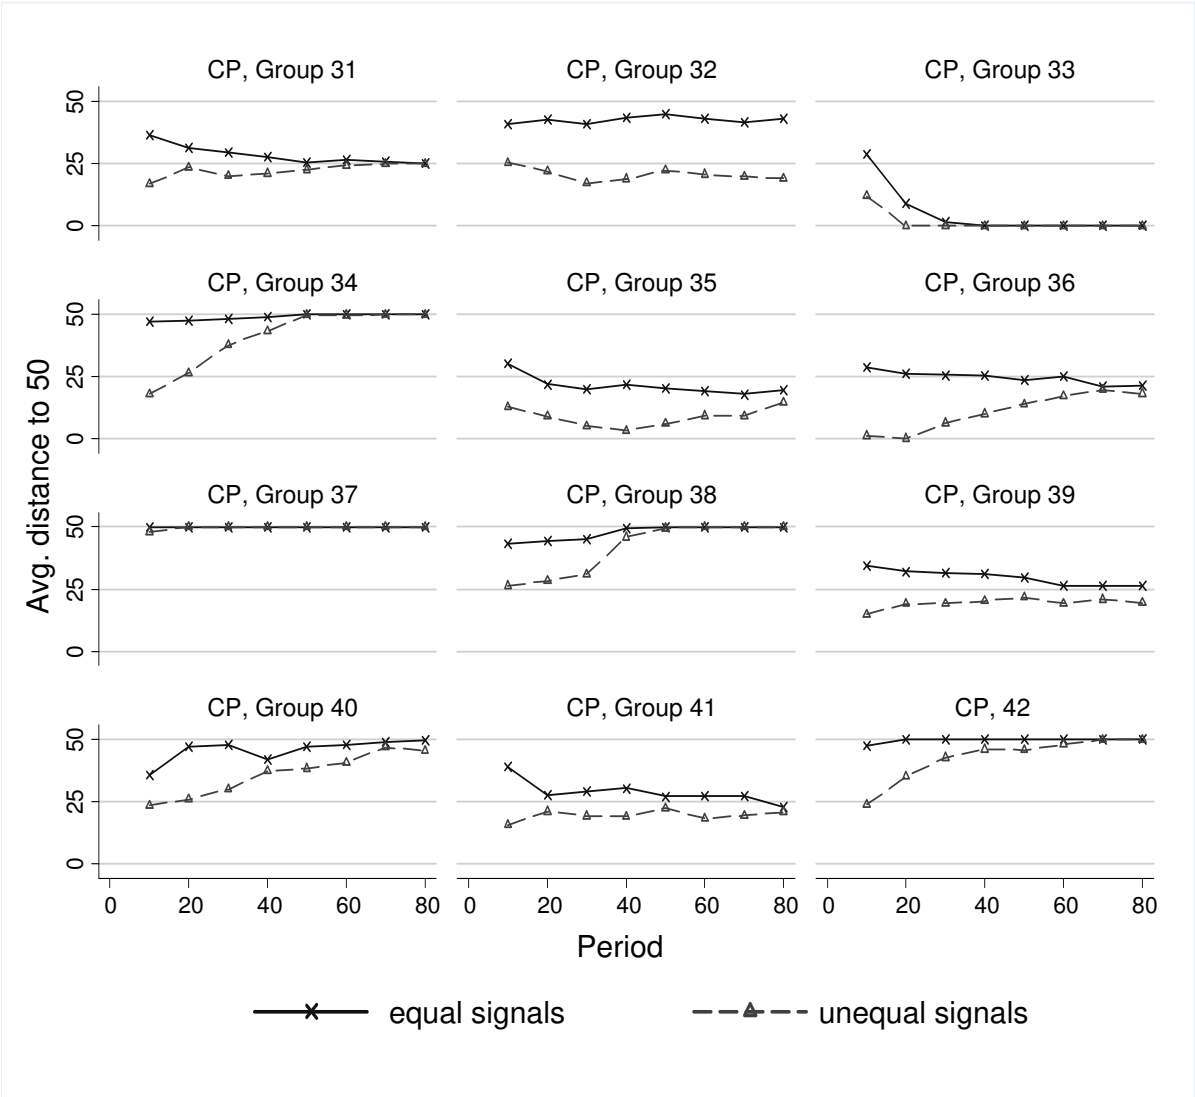 CP, Group 31 CP, Group 32 CP, Group 33
50
25
0
CP, Group 34 CP, Group 35 CP, Group 36
50
25
0
Avg. distance to 50
CP, Group 37 CP, Group 38 CP, Group 39
50
25
0
CP, Group 40 CP, Group 41 CP, 42
50
25
0
0 20 40 60 80 0 20 40 60 80 0 20 40 60 80
Period
equal signals unequal signals